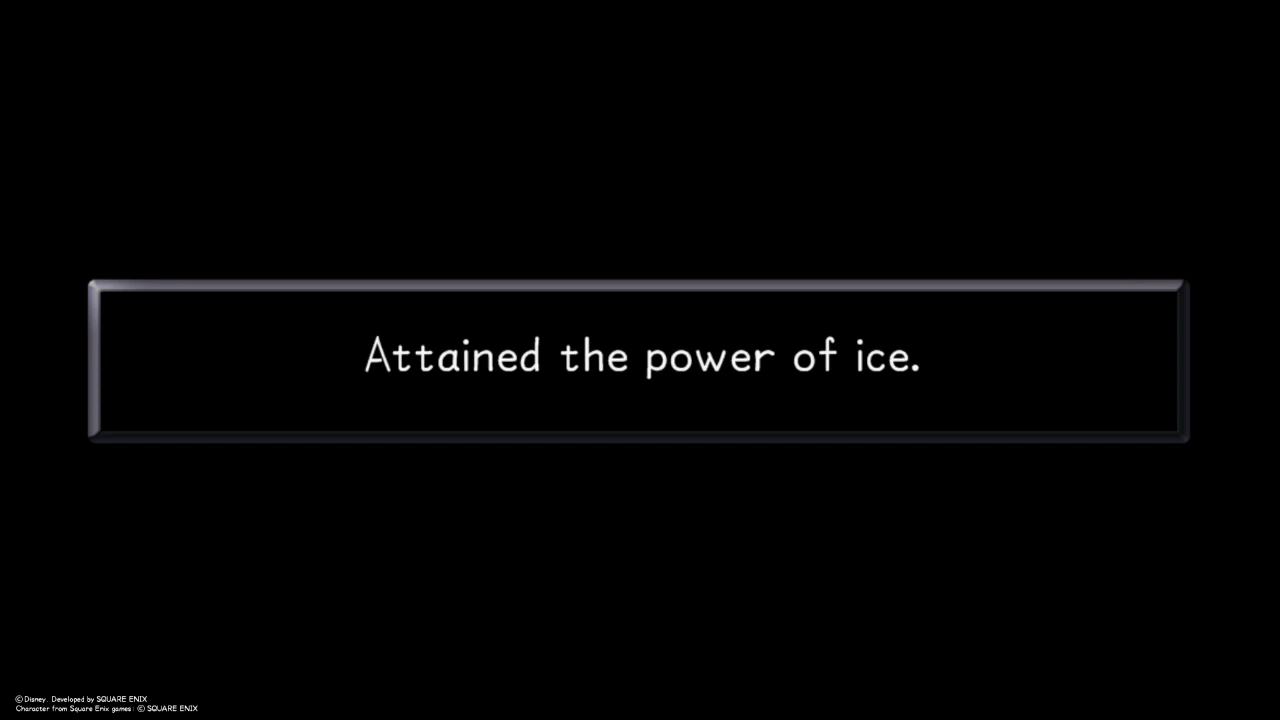 Attained the power of ice.
© Disney. Developed by SQUARE ENIX
Character from Square Enix games: © SQUARE ENIX